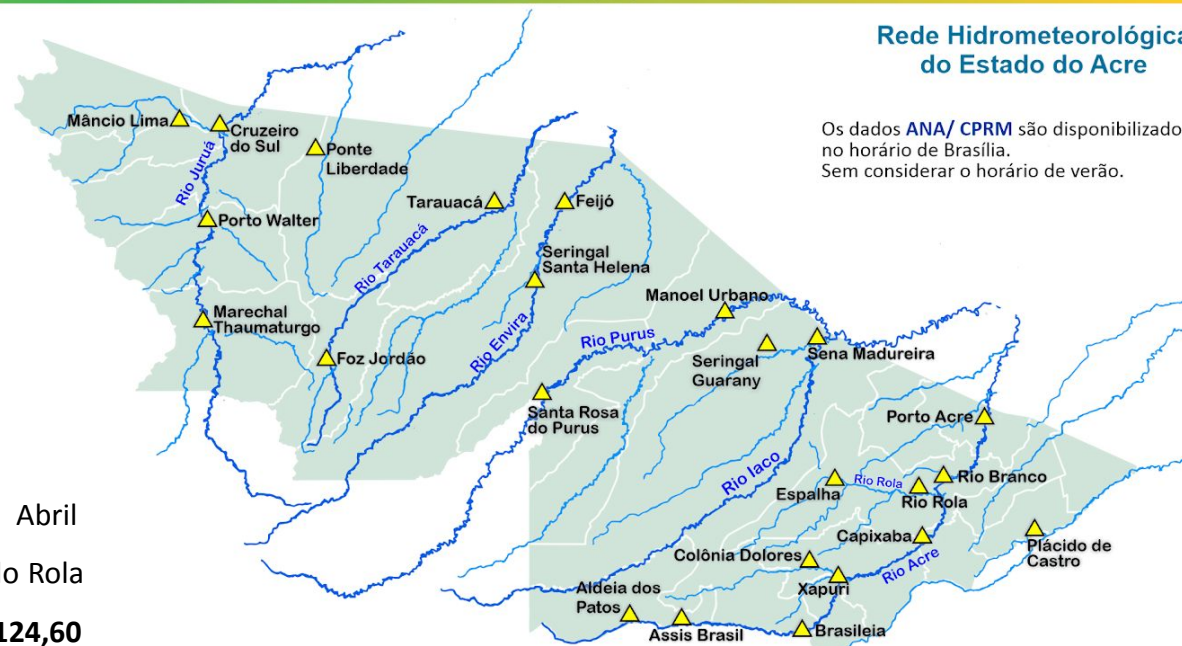 Rede Hidrometeorológica
do Estado do Acre
Os dados ANA/ CPRM são disponibilizado
no horário de Brasília.
Sem considerar o horário de verão.
Mâncio Lima
Cruzeiro
do Sul
Ponte
Liberdade
Rio Juruá
Porto Walter
Tarauacá
Feijó
Rio Tarauacá
Seringal
Santa Helena
Marechal
Thaumaturgo
Foz Jordão
Rio Envira
Manoel Urbano
Rio Purus
Seringal
Guarany
Sena Madureira
Santa Rosa
do Purus
Porto Acre
Rio Iaco
Espalha
Rio Rola
Rio Rola
Rio Branco
Capixaba
Plácido de
Castro
Colônia Dolores
Rio Acre
Xapuri
Aldeia dos
Patos
Assis Brasil
Brasileia
Abril
o Rola
124,60